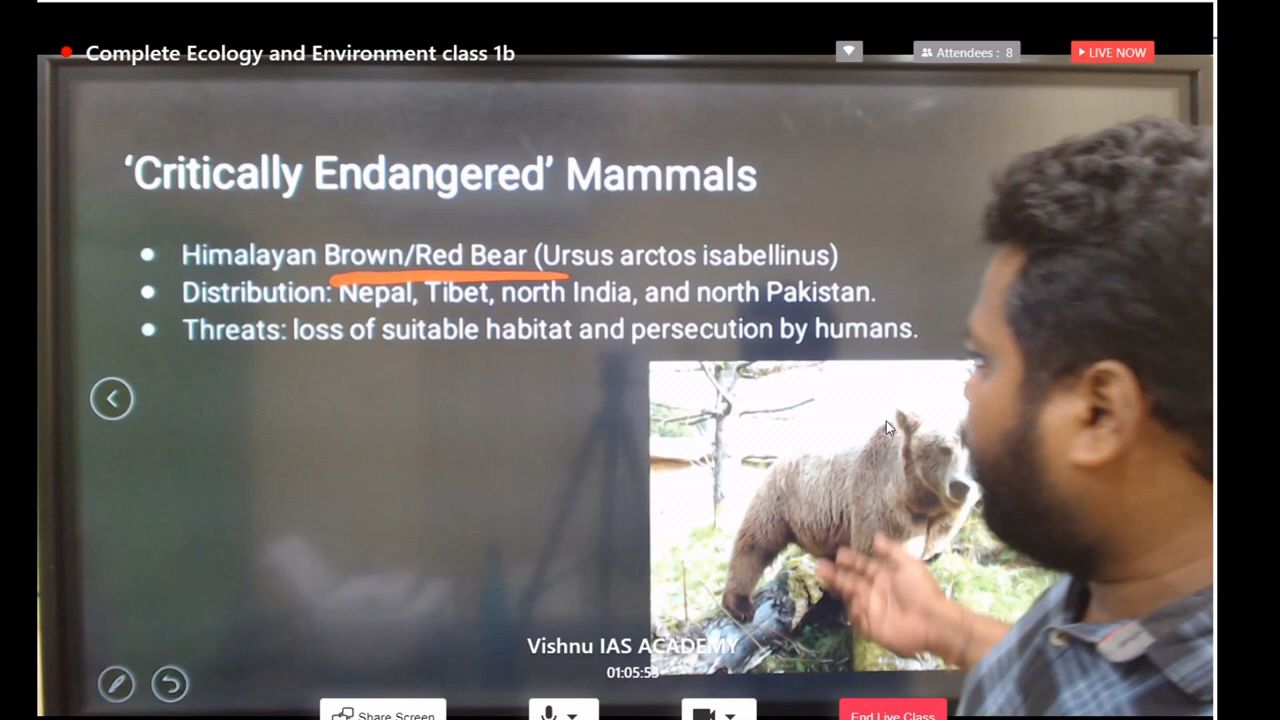 Complete Ecology and Environment class 1b
Attendees : 8
LIVE NOW
‘Critically Endangered’ Mammals
Himalayan Brown/Red Bear (Ursus arctos isabellinus)
Distribution: Nepal, Tibet, north India, and north Pakistan.
Threats: loss of suitable habitat and persecution by humans.
Vishnu IAS ACADEMY
01:05:55
Share Screen
End Live Class